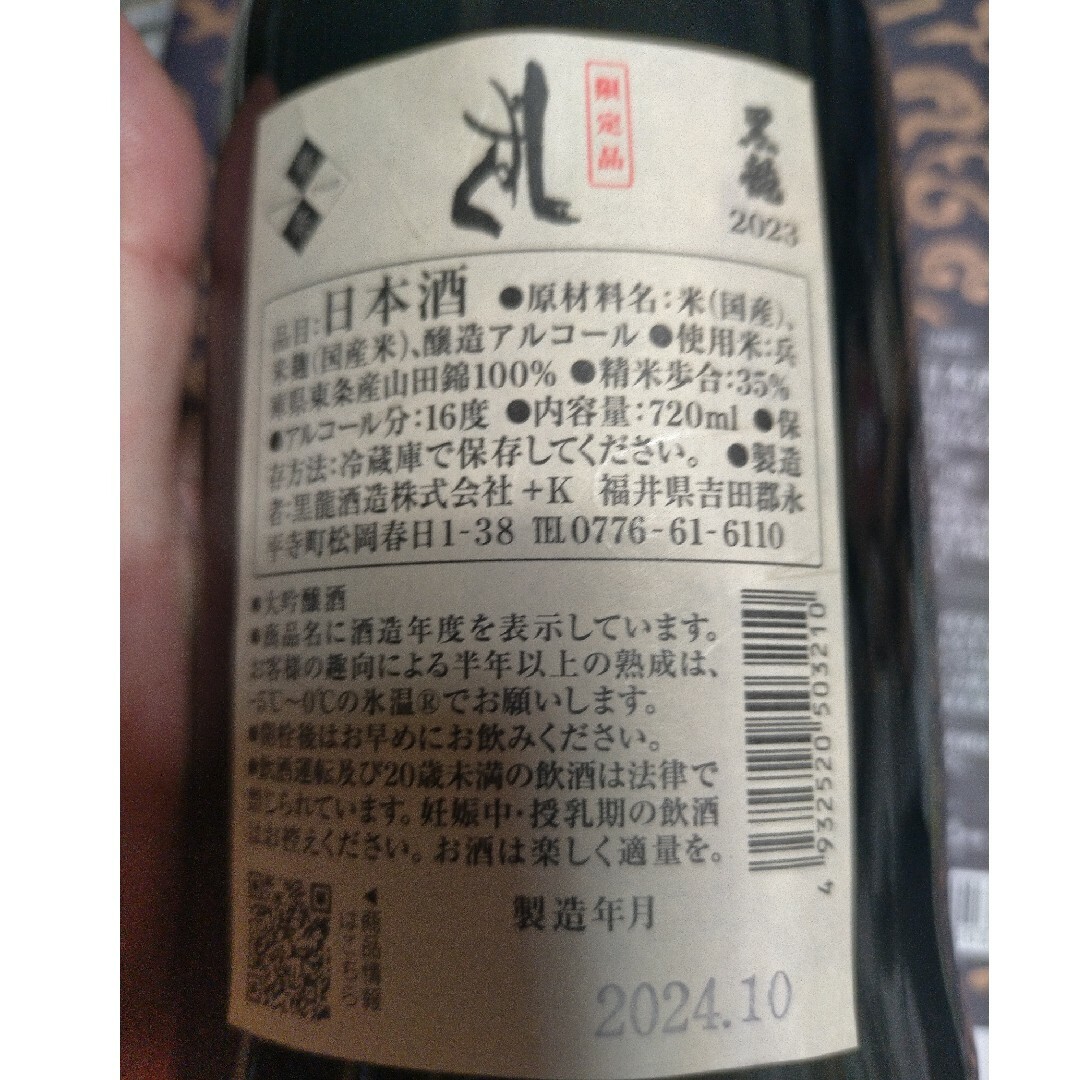 限定品
黒龍
2023
品目:日本酒 ●原材料名:米(国産)、
米麹(国産米)、醸造アルコール ●使用米:兵
庫県東条産山田錦100% ●精米歩合:35%
●アルコール分:16度 ●内容量:720ml ●保
存方法:冷蔵庫で保存してください。 ●製造
者:黒龍酒造株式会社+K 福井県吉田郡永
平寺町松岡春日1-38 ℡0776-61-6110
●大吟醸酒
●商品名に酒造年度を表示しています。
お客様の趣向による半年以上の熟成は、
-5℃~0℃の氷温®でお願いします。
●開栓後はお早めにお飲みください。
●飲酒運転及び20歳未満の飲酒は法律で
禁じられています。妊娠中・授乳期の飲酒
はお控えください。お酒は楽しく適量を。
◀商品情報
はこちら
製造年月
2024.10
4932520503210